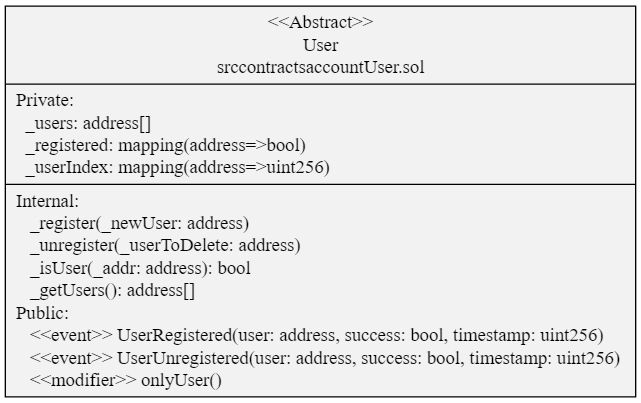 <<Abstract>>
User
srccontractsaccountUser.sol
Private:
_users: address[]
_registered: mapping(address=>bool)
_userIndex: mapping(address=>uint256)
Internal:
_register(_newUser: address)
_unregister(_userToDelete: address)
_isUser(_addr: address): bool
_getUsers(): address[]
Public:
<<event>> UserRegistered(user: address, success: bool, timestamp: uint256)
<<event>> UserUnregistered(user: address, success: bool, timestamp: uint256)
<<modifier>> onlyUser()